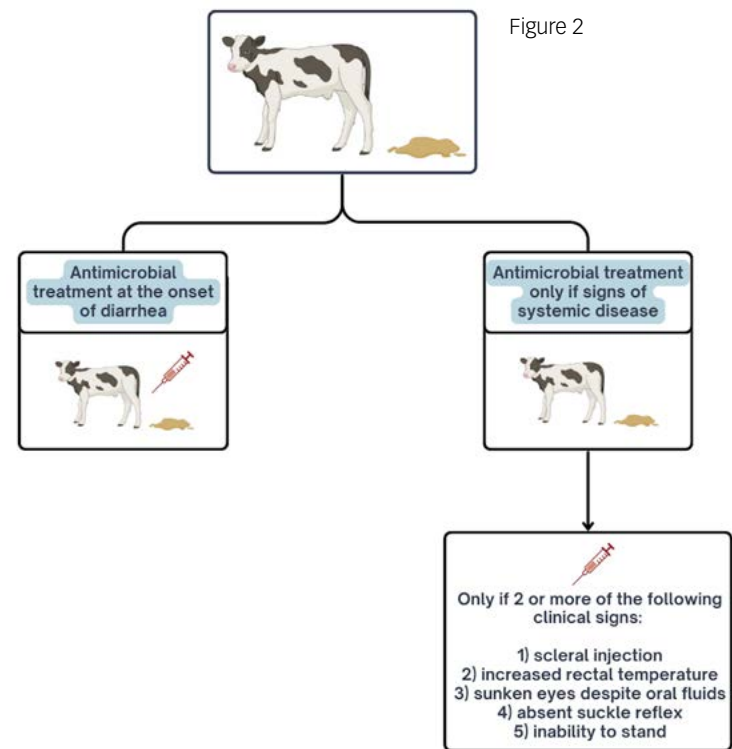 Figure 2
Antimicrobial
treatment at the onset
of diarrhea
Antimicrobial treatment
only if signs of
systemic disease
Only if 2 or more of the following
clinical signs:
1) scleral injection
2) increased rectal temperature
3) sunken eyes despite oral fluids
4) absent suckle reflex
5) inability to stand